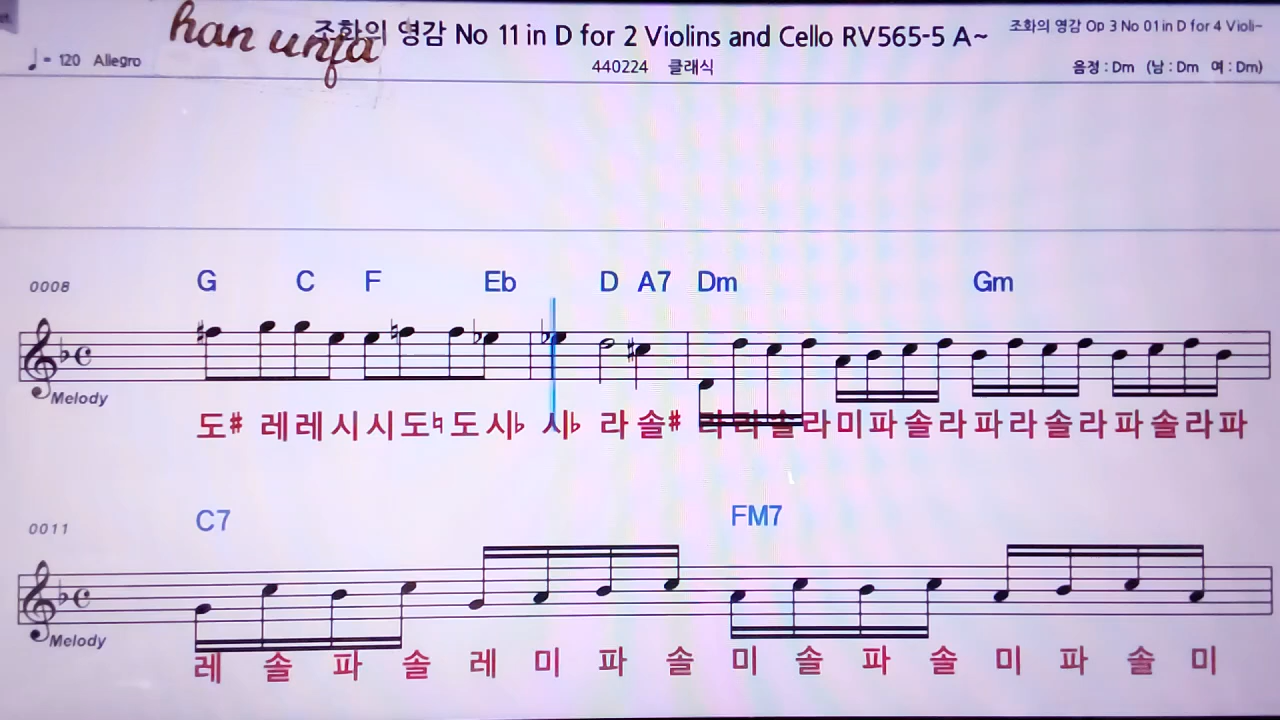 han unfa
조화의 영감 No 11 in D for 2 Violins and Cello RV565-5 A~
조화의 영감 Op 3 No 01 in D for 4 Violi~
♩= 120 Allegro
440224 클래식
음정 : Dm (남 : Dm 여 : Dm)
0008
G C F Eb D A7 Dm Gm
Melody
도# 레 레 시 시 도♮ 도 시♭ 시♭ 라 솔# 라 라 솔 라 미 파 솔 라 파 라 솔 라 파 솔 라 파
0011
C7 FM7
Melody
레 솔 파 솔 레 미 파 솔 미 솔 파 솔 미 파 솔 미